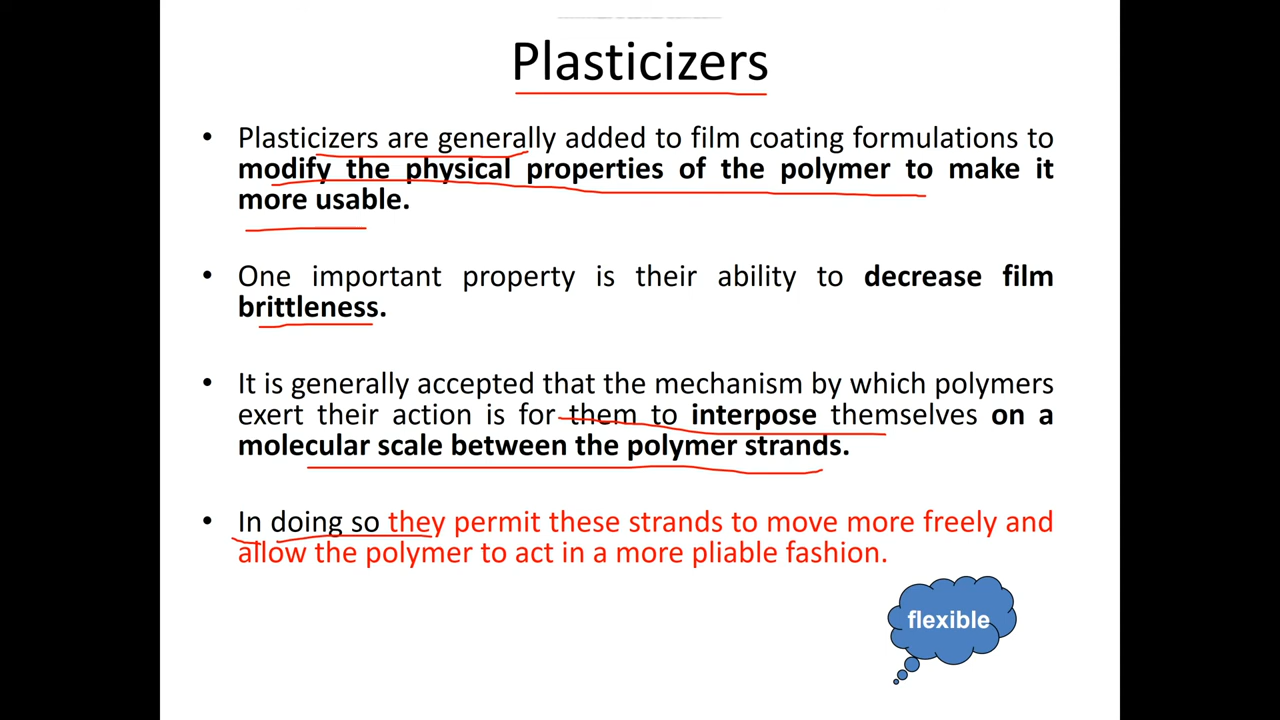 Plasticizers
• Plasticizers are generally added to film coating formulations to
modify the physical properties of the polymer to make it
more usable.
• One important property is their ability to decrease film
brittleness.
• It is generally accepted that the mechanism by which polymers
exert their action is for them to interpose themselves on a
molecular scale between the polymer strands.
• In doing so they permit these strands to move more freely and
allow the polymer to act in a more pliable fashion.
flexible